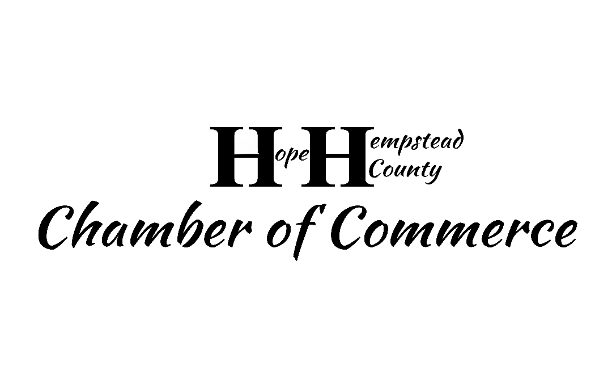 Hope Hempstead
County
Chamber of Commerce